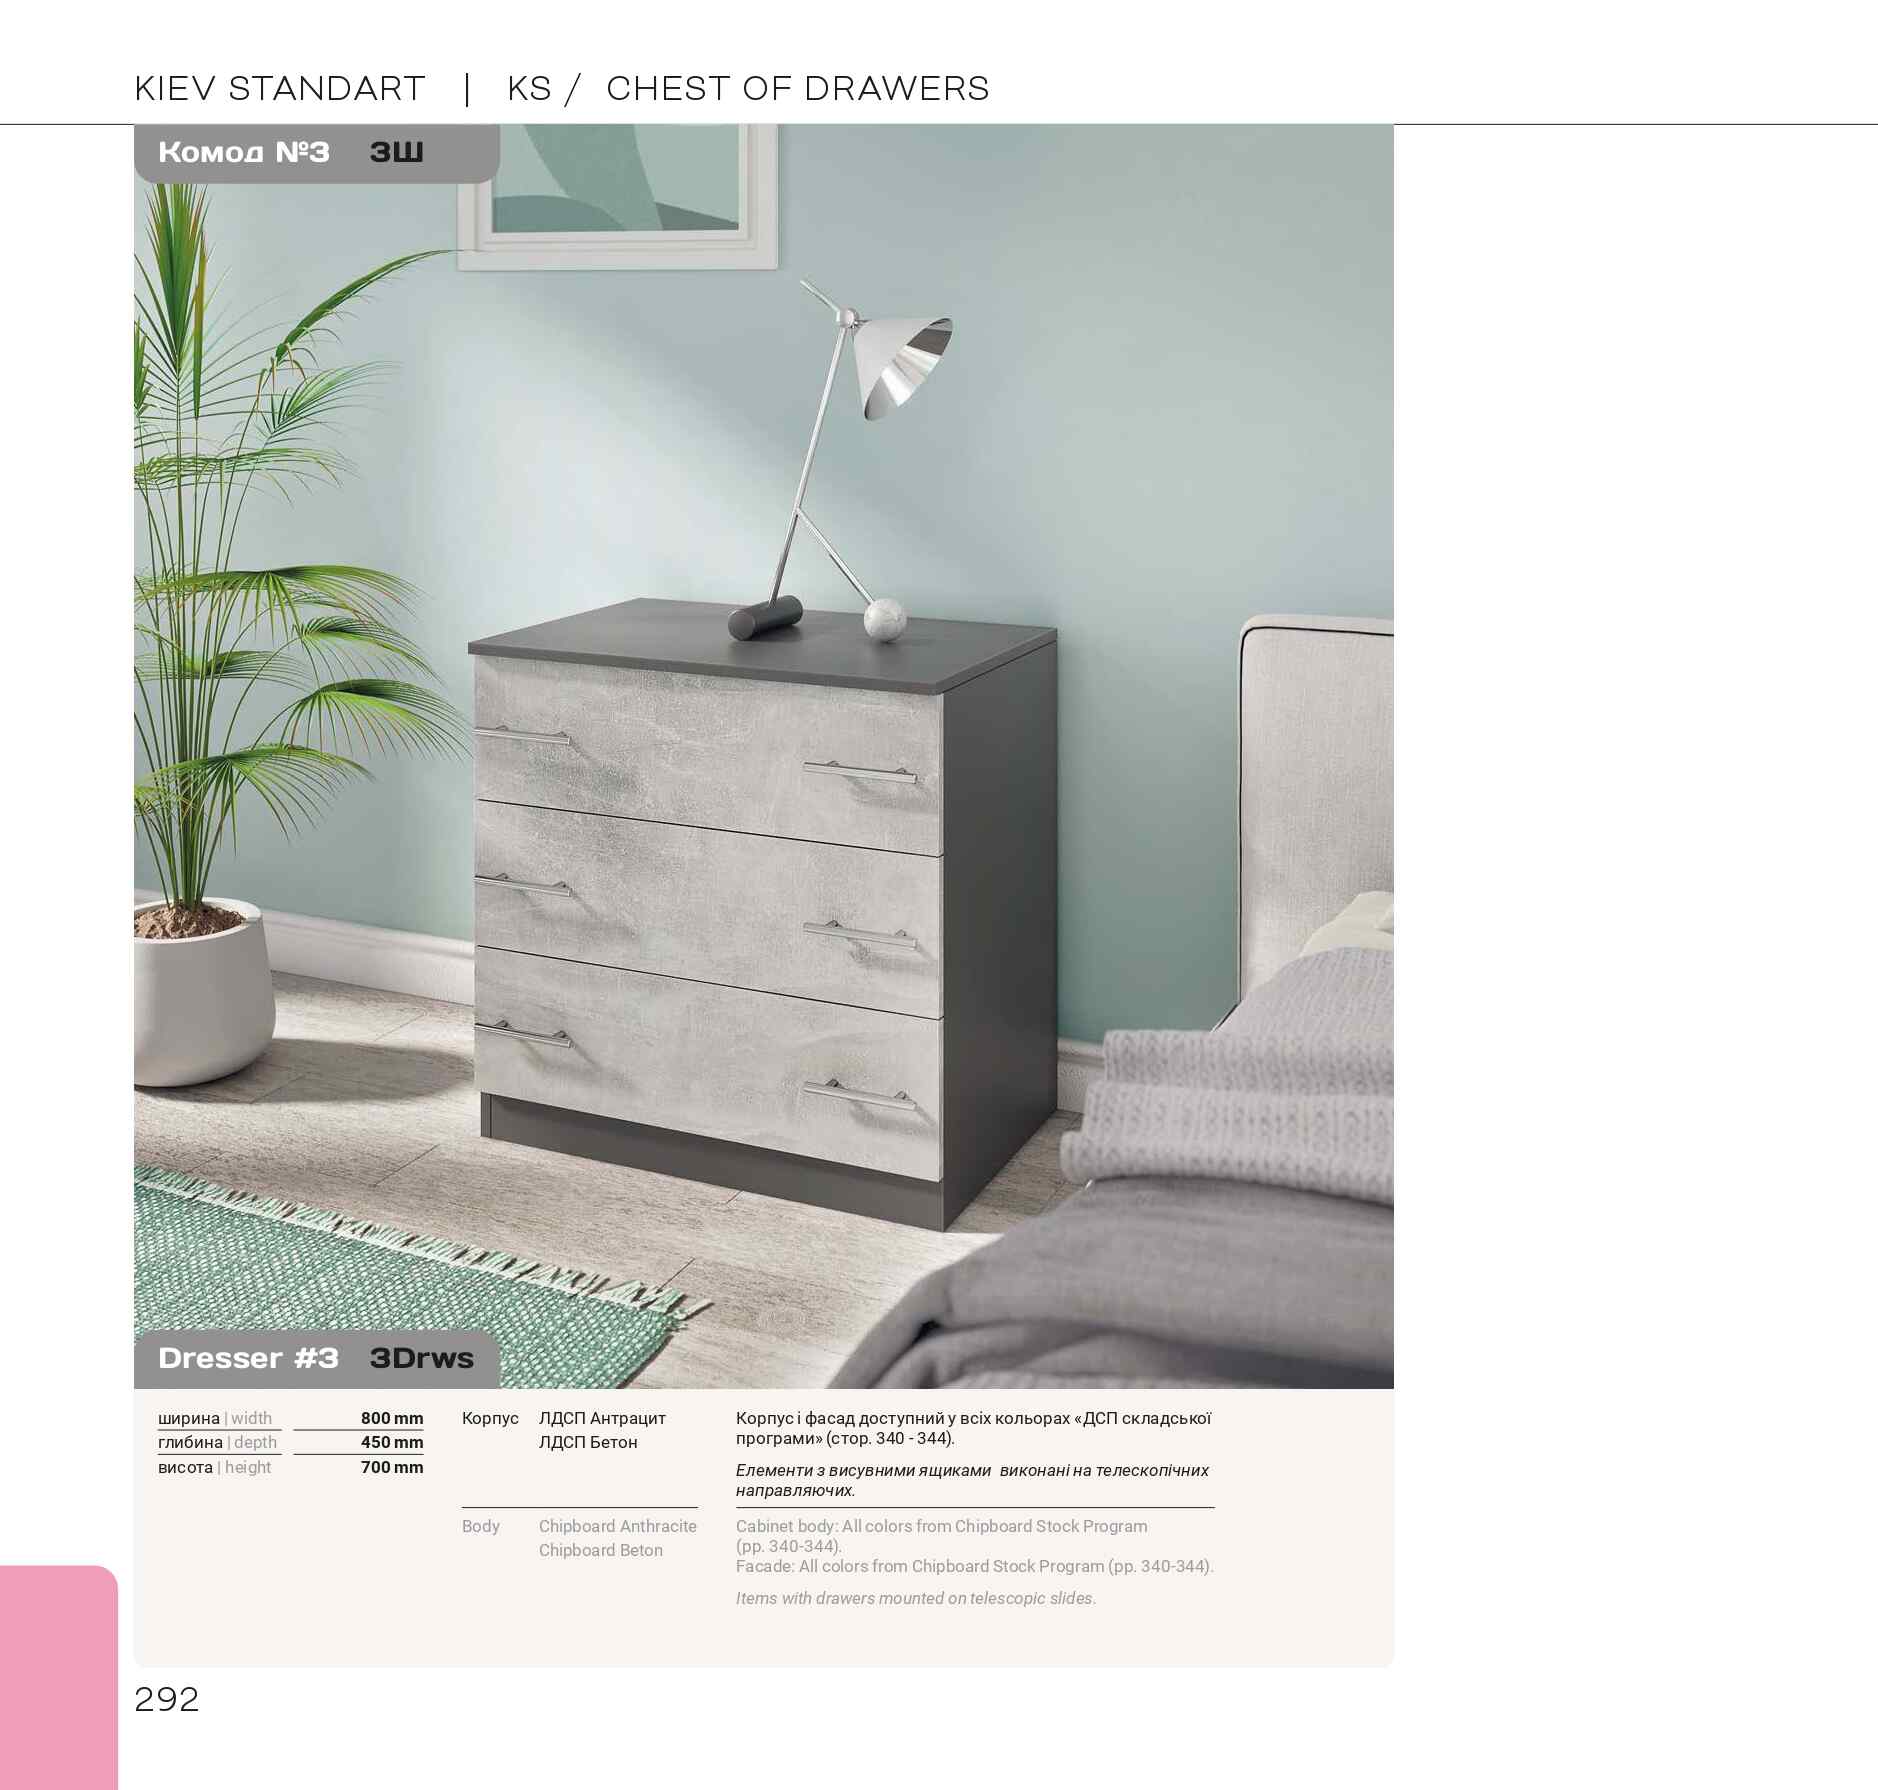 KIEV STANDART | KS / CHEST OF DRAWERS
Комод №3 3Ш
Dresser #3 3Drws
ширина | width 800 mm
глибина | depth 450 mm
висота | height 700 mm
Корпус ЛДСП Антрацит
ЛДСП Бетон
Body Chipboard Anthracite
Chipboard Beton
Корпус і фасад доступний у всіх кольорах «ДСП складської
програми» (стор. 340 - 344).
Елементи з висувними ящиками виконані на телескопічних
направляючих.
Cabinet body: All colors from Chipboard Stock Program
(pp. 340-344).
Facade: All colors from Chipboard Stock Program (pp. 340-344).
Items with drawers mounted on telescopic slides.
292